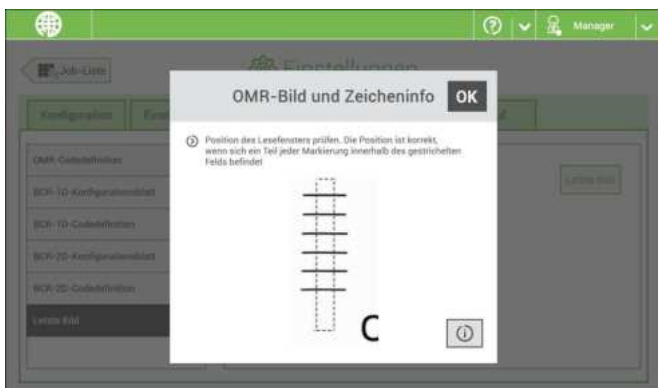 Manager
Job-Liste
Einstellungen
Konfiguration
OMR-Bild und Zeicheninfo
OK
Position des Lesefensters prüfen. Die Position ist korrekt,
wenn sich ein Teil jeder Markierung innerhalb des gestrichelten
Felds befindet
OMR-Codedefinition
BCR-1D-Konfigurationsblatt
BCR-1D-Codedefinition
BCR-2D-Konfigurationsblatt
BCR-2D-Codedefinition
Letzte Bild
Letzte Bild
C